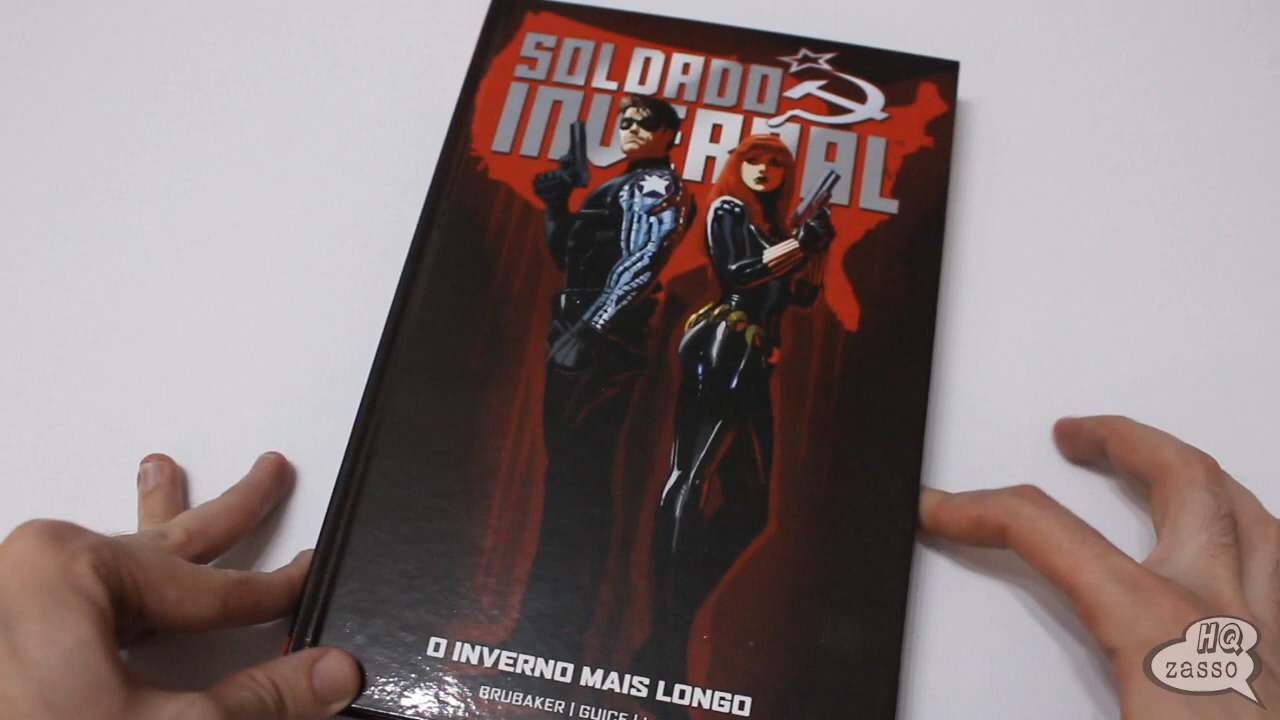 SOLDADO
INVERNAL
O INVERNO MAIS LONGO
BRUBAKER | GUICE |
HQ
zasso